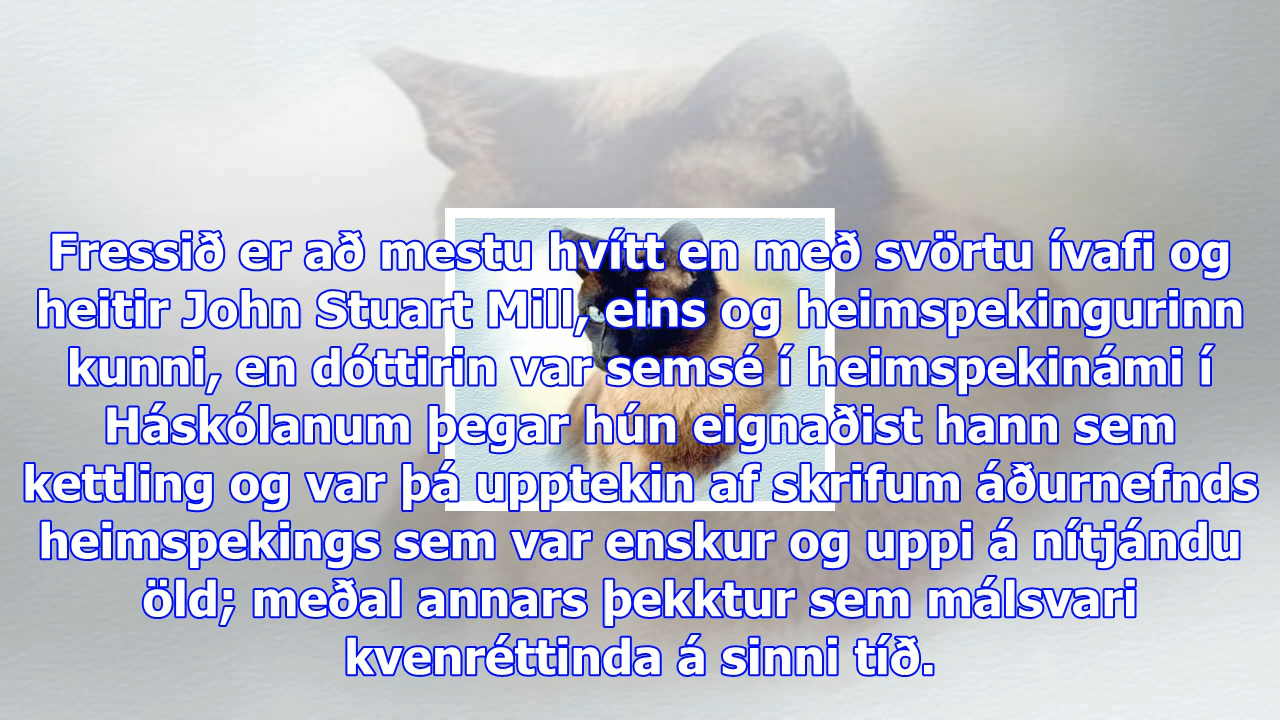 Fressið er að mestu hvítt en með svörtu ívafi og
heitir John Stuart Mill, eins og heimspekingurinn
kunni, en dóttirin var semsé í heimspekinámi í
Háskólanum þegar hún eignaðist hann sem
kettling og var þá upptekin af skrifum áðurnefnds
heimspekings sem var enskur og uppi á nítjándu
öld; meðal annars þekktur sem málsvari
kvenréttinda á sinni tíð.